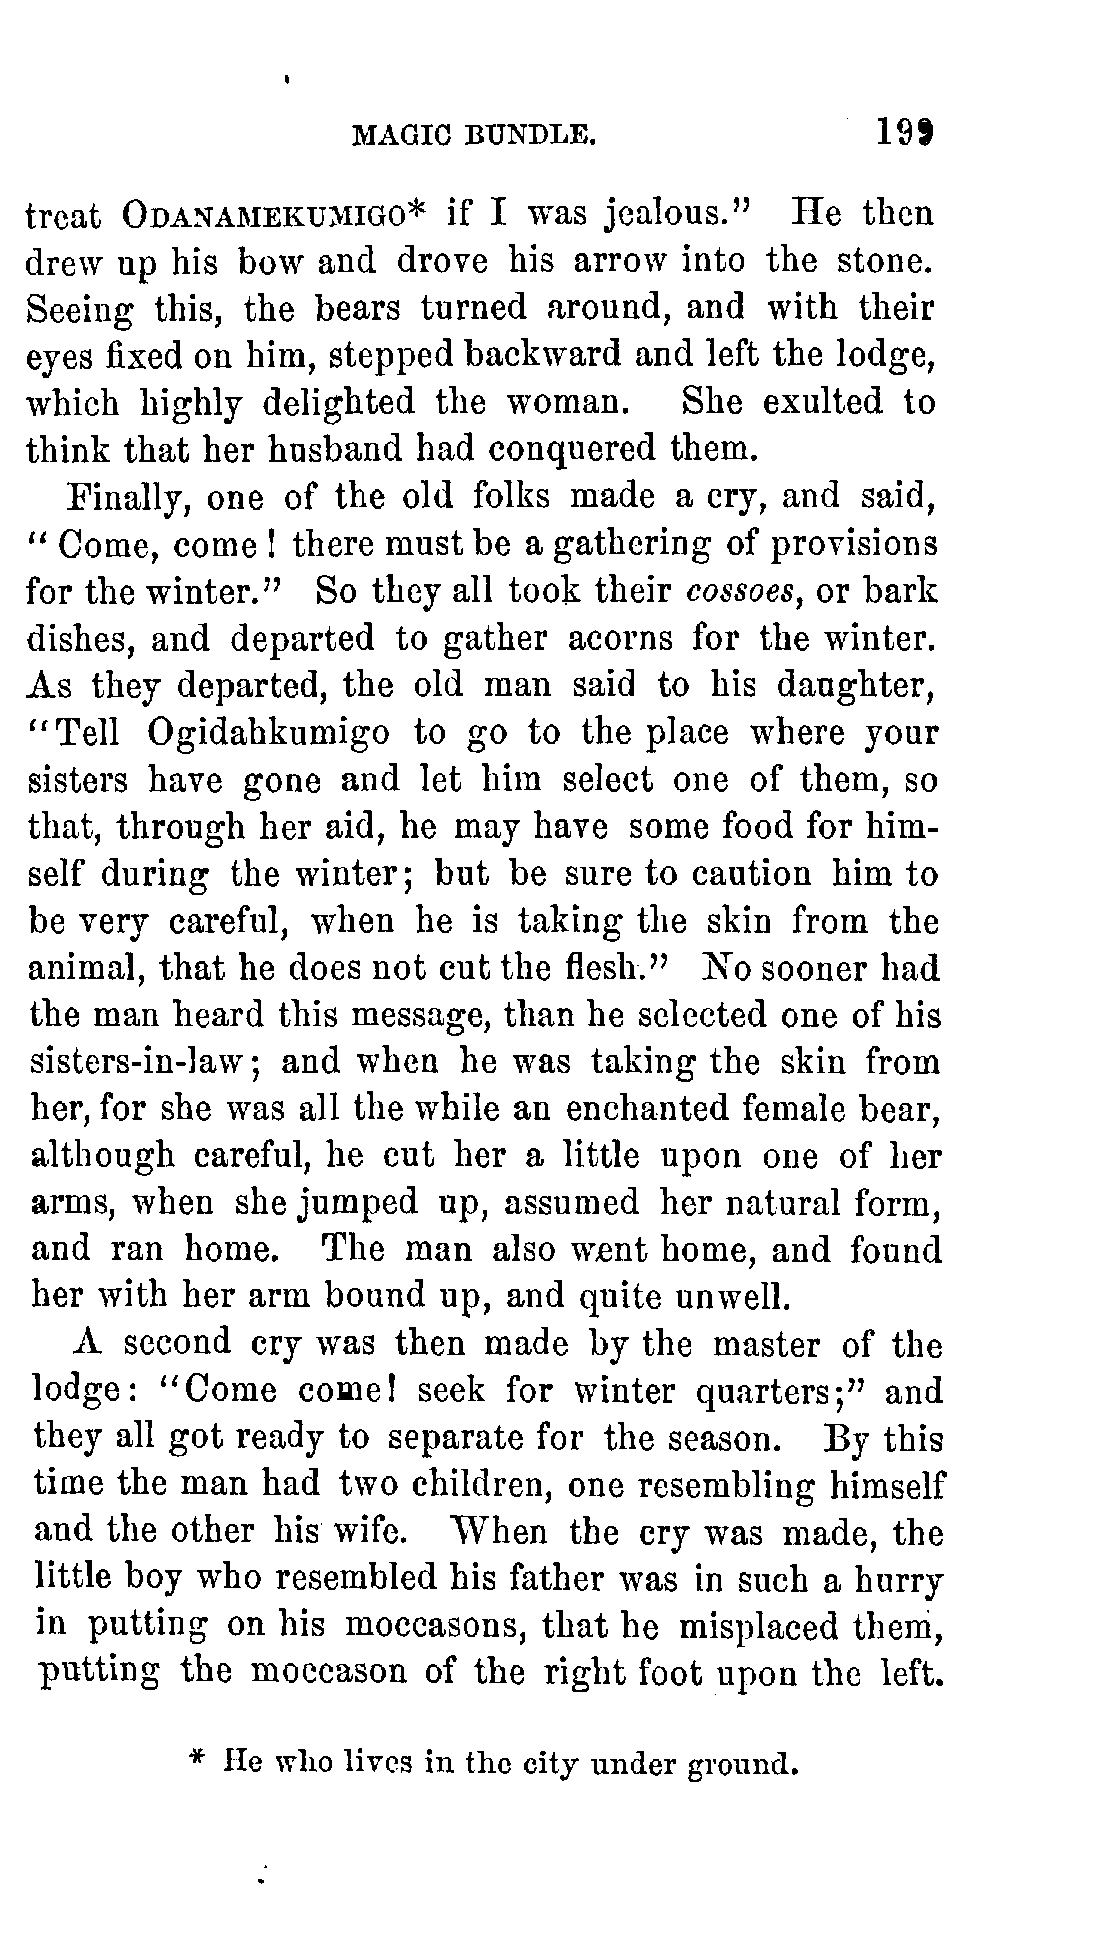 MAGIC BUNDLE. 199
treat ODANAMEKUMIGO* if I was jealous." He then
drew up his bow and drove his arrow into the stone.
Seeing this, the bears turned around, and with their
eyes fixed on him, stepped backward and left the lodge,
which highly delighted the woman. She exulted to
think that her husband had conquered them.
Finally, one of the old folks made a cry, and said,
"Come, come! there must be a gathering of provisions
for the winter." So they all took their cossoes, or bark
dishes, and departed to gather acorns for the winter.
As they departed, the old man said to his daughter,
"Tell Ogidahkumigo to go to the place where your
sisters have gone and let him select one of them, so
that, through her aid, he may have some food for him-
self during the winter; but be sure to caution him to
be very careful, when he is taking the skin from the
animal, that he does not cut the flesh." No sooner had
the man heard this message, than he selected one of his
sisters-in-law; and when he was taking the skin from
her, for she was all the while an enchanted female bear,
although careful, he cut her a little upon one of her
arms, when she jumped up, assumed her natural form,
and ran home. The man also went home, and found
her with her arm bound up, and quite unwell.
A second cry was then made by the master of the
lodge: "Come come! seek for winter quarters;" and
they all got ready to separate for the season. By this
time the man had two children, one resembling himself
and the other his wife. When the cry was made, the
little boy who resembled his father was in such a hurry
in putting on his moccasons, that he misplaced them,
putting the moccason of the right foot upon the left.
* He who lives in the city under ground.